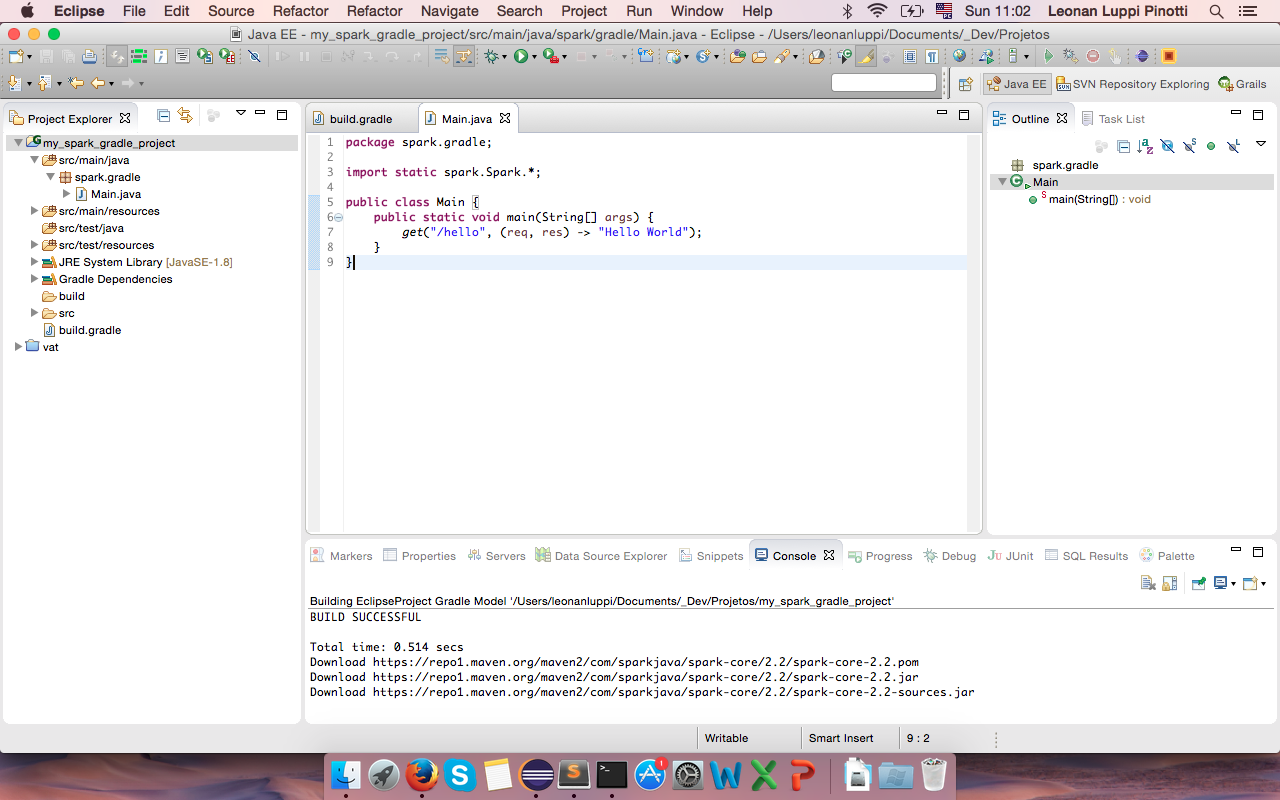 Eclipse File Edit Source Refactor Refactor Navigate Search Project Run Window Help Sun 11:02 Leonan Luppi Pinotti
Java EE - my_spark_gradle_project/src/main/java/spark/gradle/Main.java - Eclipse - /Users/leonanluppi/Documents/_Dev/Projetos
Java EE SVN Repository Exploring Grails
Project Explorer
my_spark_gradle_project
src/main/java
spark.gradle
Main.java
src/main/resources
src/test/java
src/test/resources
JRE System Library [JavaSE-1.8]
Gradle Dependencies
build
src
build.gradle
vat
build.gradle Main.java
1 package spark.gradle;
2
3 import static spark.Spark.*;
4
5 public class Main {
6 public static void main(String[] args) {
7 get("/hello", (req, res) -> "Hello World");
8 }
9 }
Outline Task List
spark.gradle
Main
main(String[]) : void
Markers Properties Servers Data Source Explorer Snippets Console Progress Debug JUnit SQL Results Palette
Building EclipseProject Gradle Model '/Users/leonanluppi/Documents/_Dev/Projetos/my_spark_gradle_project'
BUILD SUCCESSFUL
Total time: 0.514 secs
Download https://repo1.maven.org/maven2/com/sparkjava/spark-core/2.2/spark-core-2.2.pom
Download https://repo1.maven.org/maven2/com/sparkjava/spark-core/2.2/spark-core-2.2.jar
Download https://repo1.maven.org/maven2/com/sparkjava/spark-core/2.2/spark-core-2.2-sources.jar
Writable Smart Insert 9 : 2